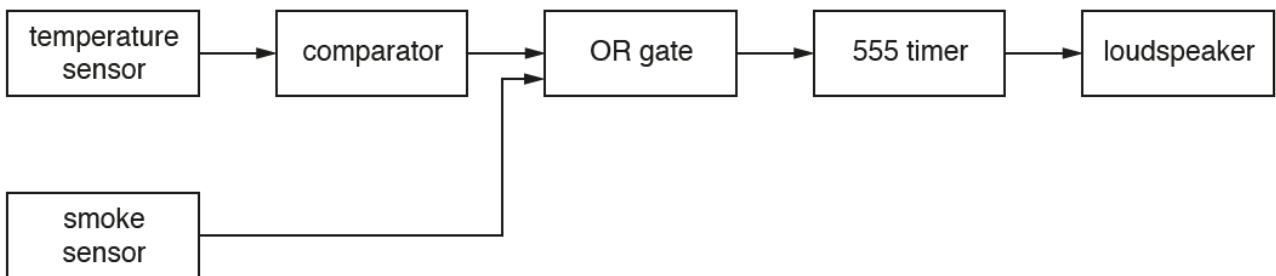 temperature
sensor
comparator
OR gate
555 timer
loudspeaker
smoke
sensor